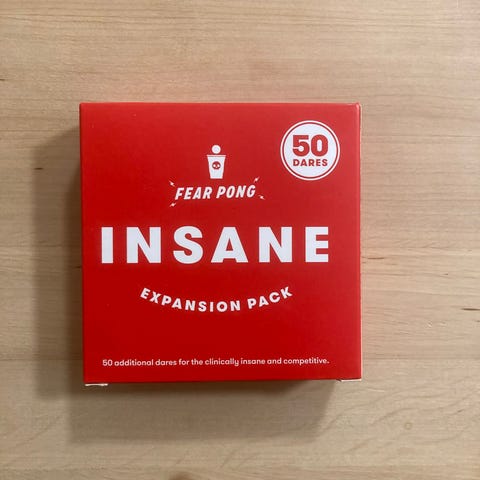 50
DARES
FEAR PONG
INSANE
EXPANSION PACK
50 additional dares for the clinically insane and competitive.